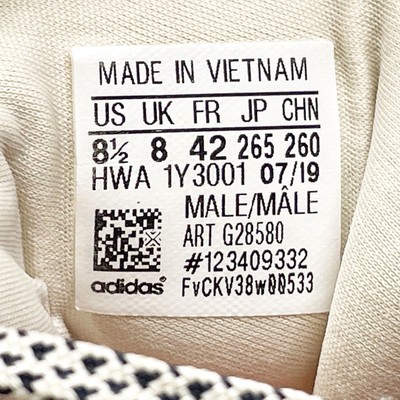 MADE IN VIETNAM
US UK FR JP CHN
8½ 8 42 265 260
HWA 1Y3001 07/19
MALE/MÂLE
ART G28580
#123409332
adidas® FvCKV38w00533